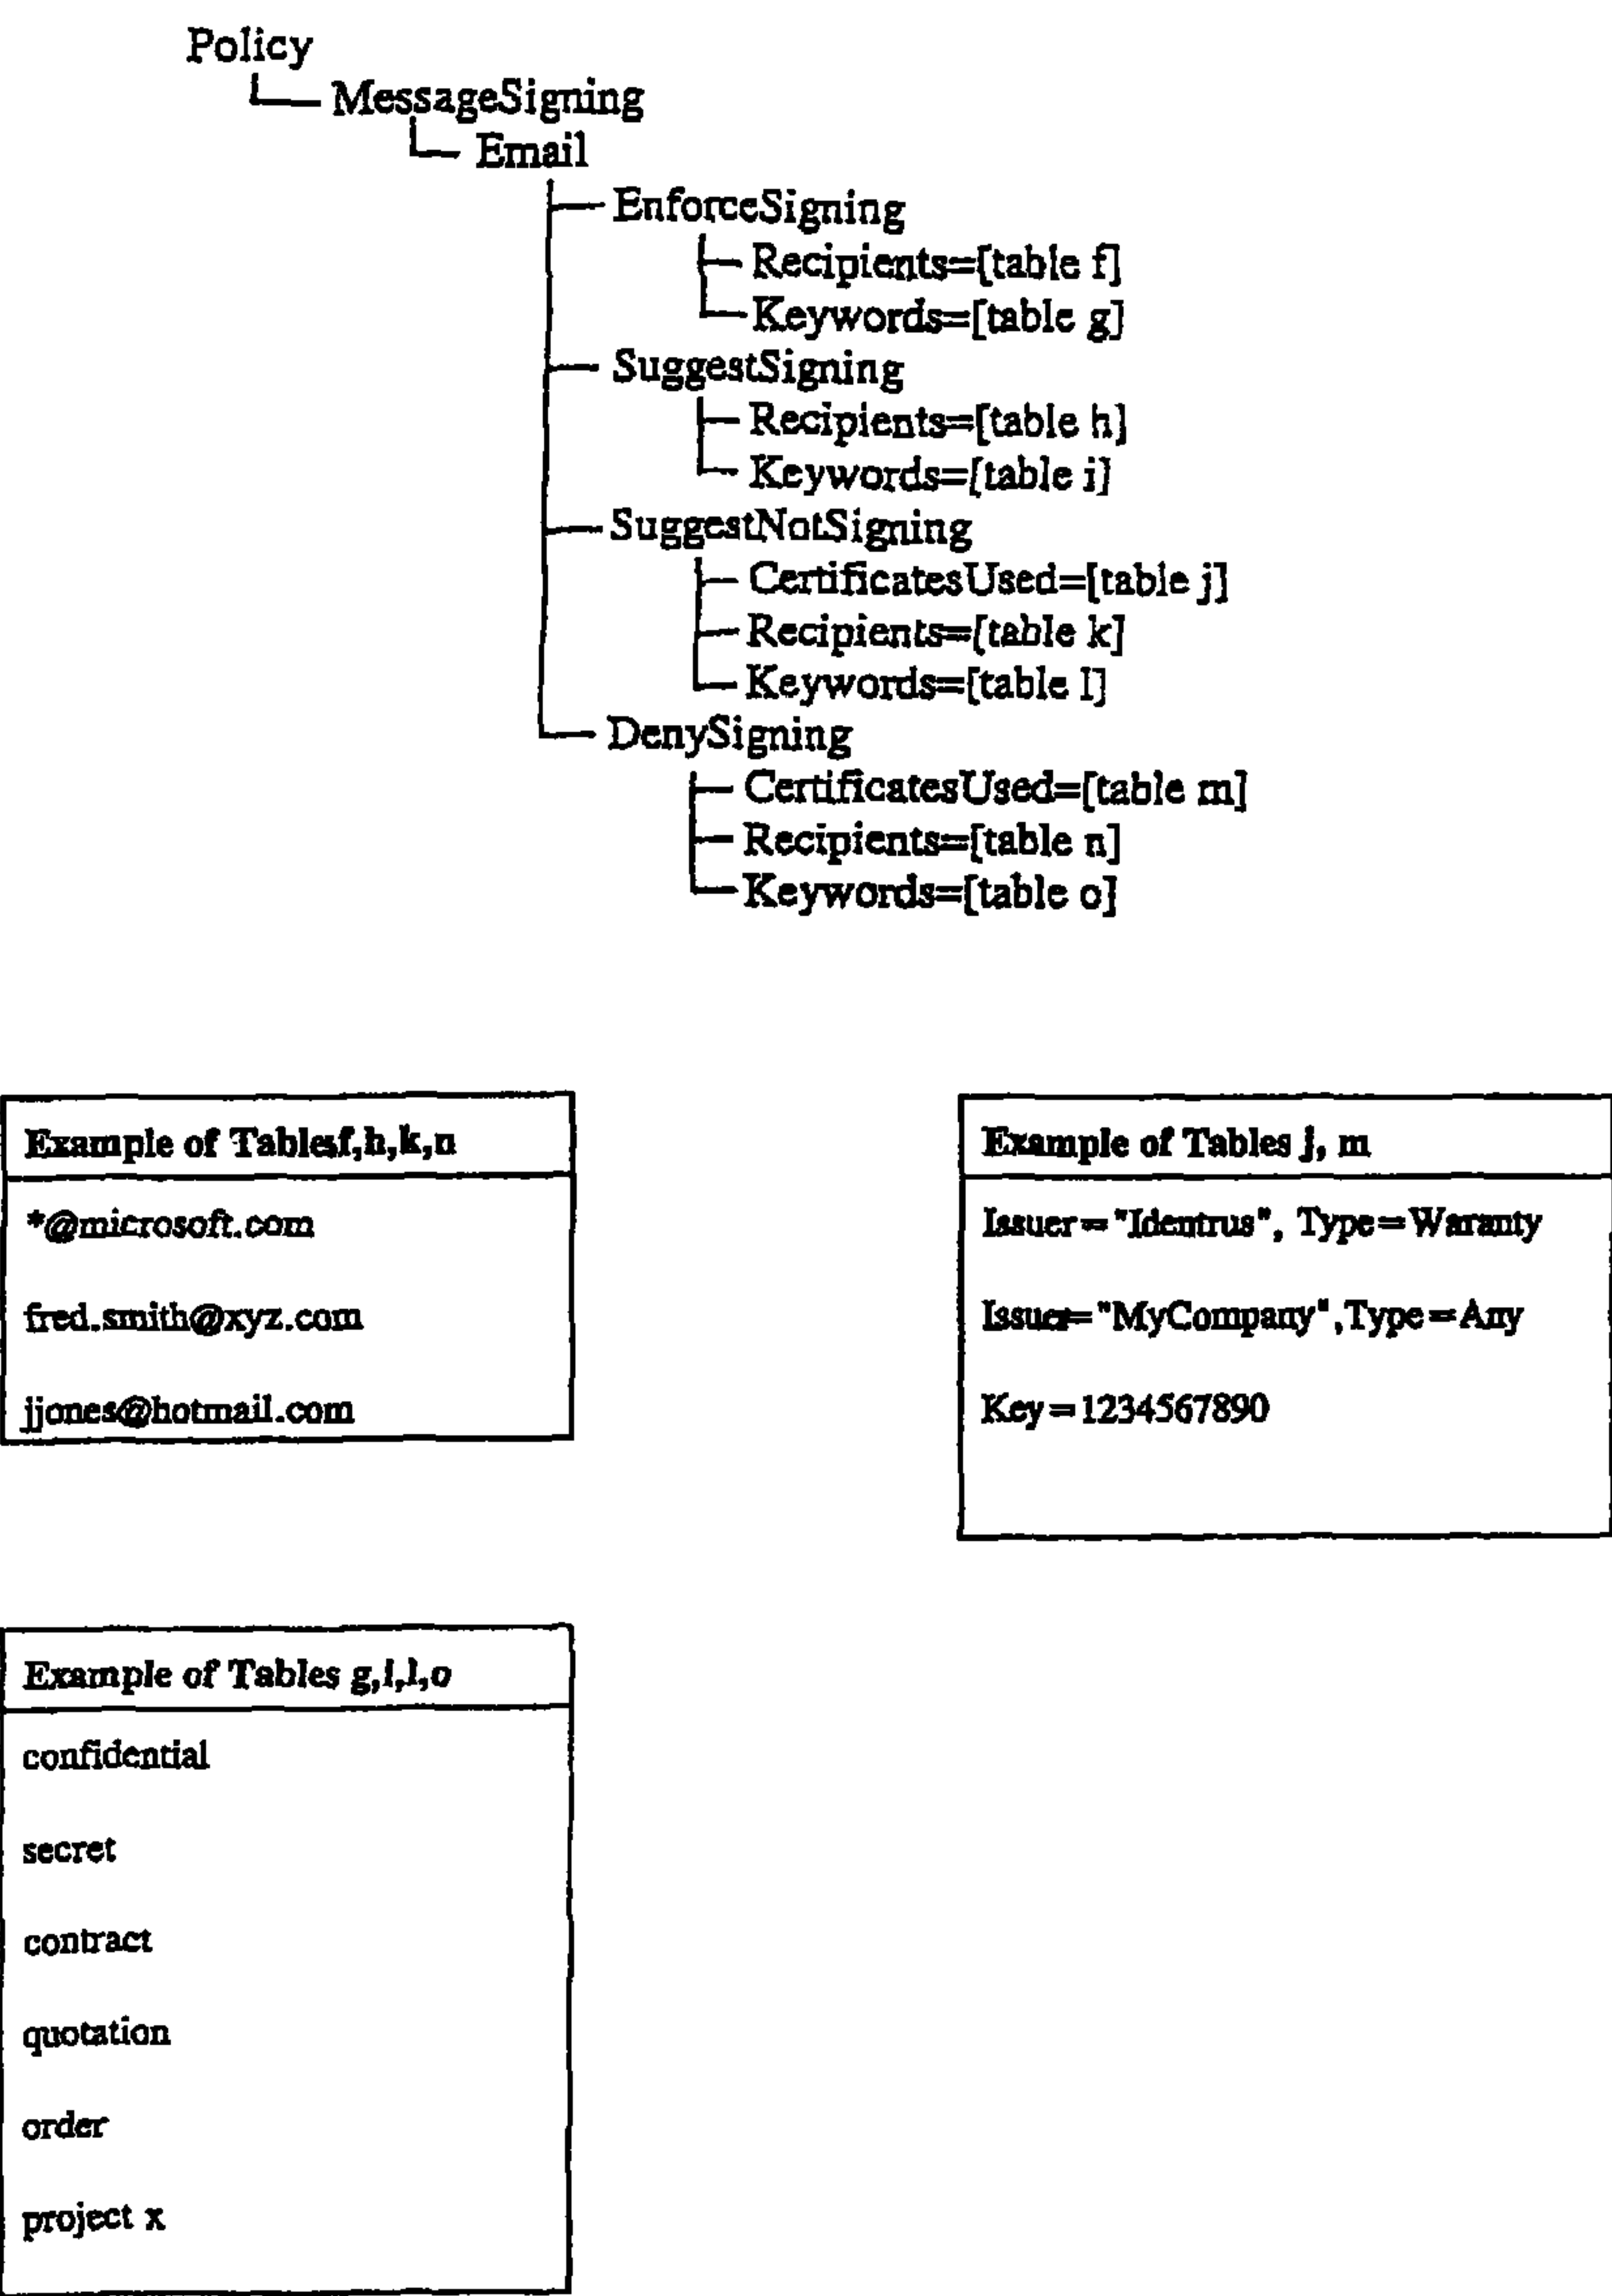 Policy
MessageSigning
Email
EnforceSigning
Recipients=[table f]
Keywords=[table g]
SuggestSigning
Recipients=[table h]
Keywords=[table i]
SuggestNotSigning
CertificatesUsed=[table j]
Recipients=[table k]
Keywords=[table l]
DenySigning
CertificatesUsed=[table m]
Recipients=[table n]
Keywords=[table o]
Example of Tablesf,h,k,n
*@microsoft.com
fred.smith@xyz.com
jjones@hotmail.com
Example of Tables j, m
Issuer="Identrus", Type=Waranty
Issuer="MyCompany",Type=Any
Key=1234567890
Example of Tables g,i,l,o
confidential
secret
contract
quotation
order
project x